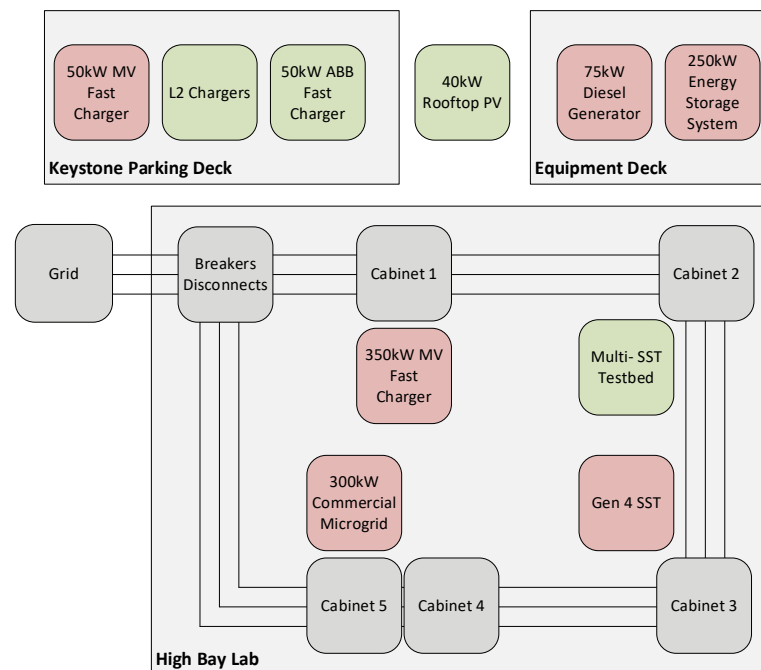 50kW MV
Fast
Charger
L2 Chargers
50kW ABB
Fast
Charger
40kW
Rooftop PV
75kW
Diesel
Generator
250kW
Energy
Storage
System
Keystone Parking Deck
Equipment Deck
Grid
Breakers
Disconnects
Cabinet 1
Cabinet 2
350kW MV
Fast
Charger
Multi- SST
Testbed
300kW
Commercial
Microgrid
Gen 4 SST
Cabinet 5
Cabinet 4
Cabinet 3
High Bay Lab